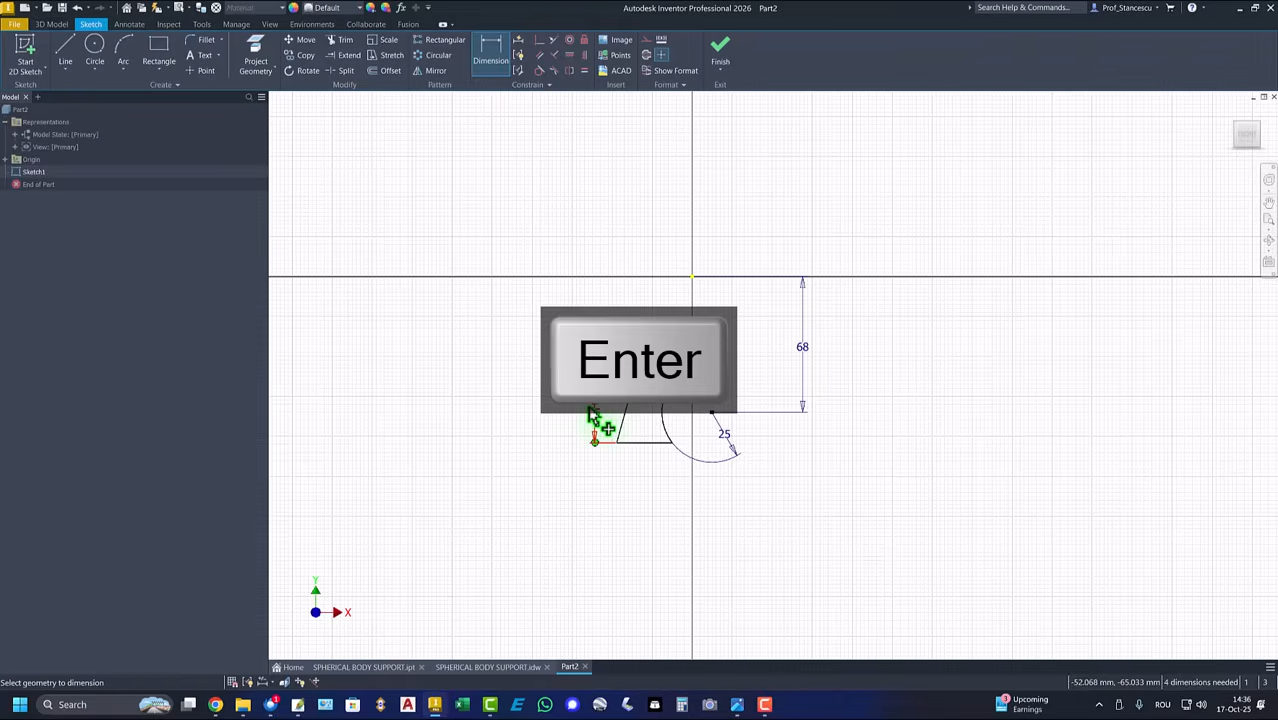 Material
Default
Autodesk Inventor Professional 2026 Part2
Search Help & Commands...
Prof_Stancescu
File 3D Model Sketch Annotate Inspect Tools Manage View Environments Collaborate Fusion
Start
2D Sketch
Line
Circle
Arc
Rectangle
Fillet
Text
Point
Project
Geometry
Move
Copy
Rotate
Trim
Extend
Split
Scale
Stretch
Offset
Rectangular
Circular
Mirror
Dimension
Image
Points
ACAD
Show Format
Finish
Sketch Create Modify Pattern Constrain Insert Format Exit
Model
Part2
Representations
Model State: [Primary]
View: [Primary]
Origin
Sketch1
End of Part
68
Enter
25
Y
X
Home SPHERICAL BODY SUPPORT.ipt SPHERICAL BODY SUPPORT.idw Part2
Select geometry to dimension
-52.068 mm, -65.033 mm 4 dimensions needed 1 3
Search
Upcoming
Earnings
ROU
14:36
17-Oct-25